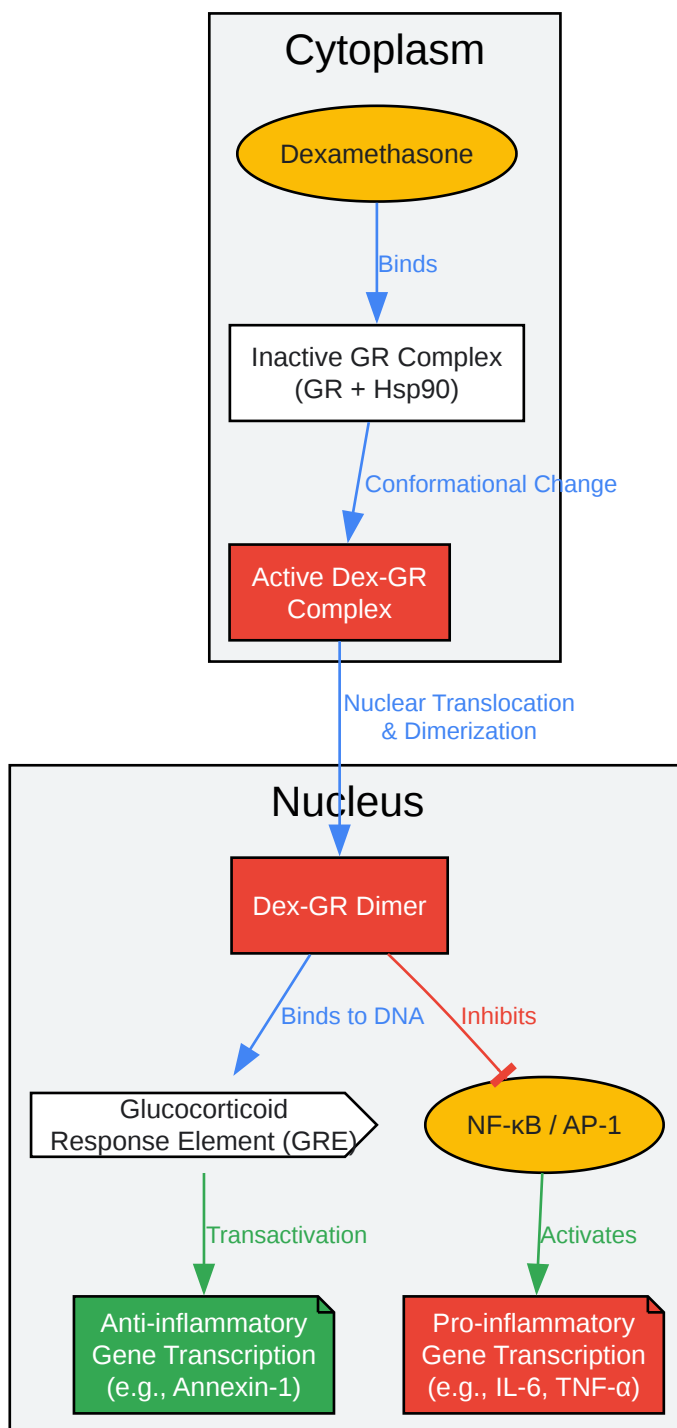 Cytoplasm
Dexamethasone
Binds
Inactive GR Complex
(GR + Hsp90)
Conformational Change
Active Dex-GR
Complex
Nuclear Translocation
& Dimerization
Nucleus
Dex-GR Dimer
Binds to DNA
Inhibits
Glucocorticoid
Response Element (GRE)
NF-κB / AP-1
Transactivation
Activates
Anti-inflammatory
Gene Transcription
(e.g., Annexin-1)
Pro-inflammatory
Gene Transcription
(e.g., IL-6, TNF-α)